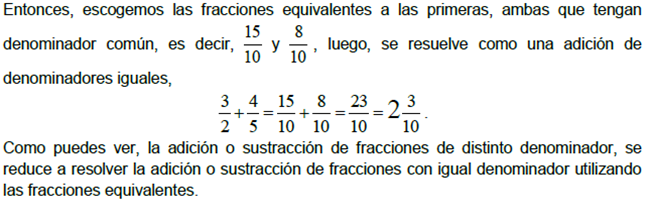 Entonces, escogemos las fracciones equivalentes a las primeras, ambas que tengan
denominador común, es decir, 15/10 y 8/10, luego, se resuelve como una adición de
denominadores iguales,
3/2 + 4/5 = 15/10 + 8/10 = 23/10 = 2 3/10.
Como puedes ver, la adición o sustracción de fracciones de distinto denominador, se
reduce a resolver la adición o sustracción de fracciones con igual denominador utilizando
las fracciones equivalentes.